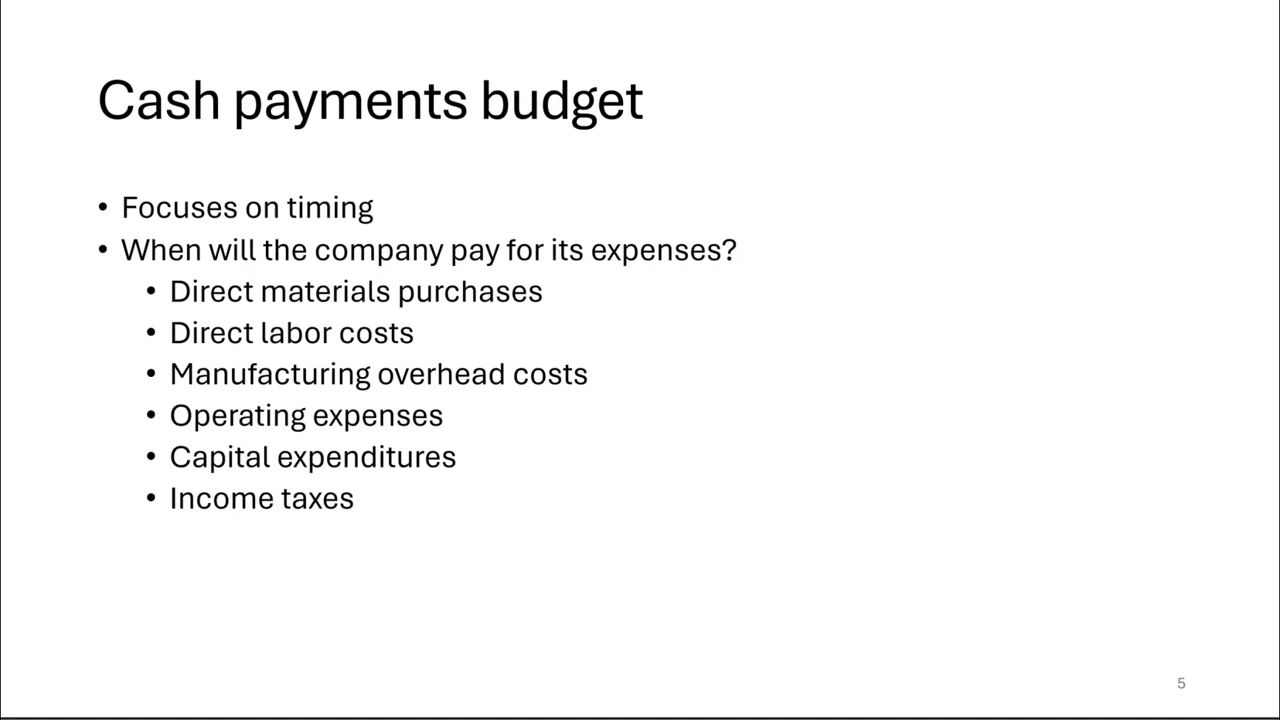 Cash payments budget
• Focuses on timing
• When will the company pay for its expenses?
• Direct materials purchases
• Direct labor costs
• Manufacturing overhead costs
• Operating expenses
• Capital expenditures
• Income taxes
5